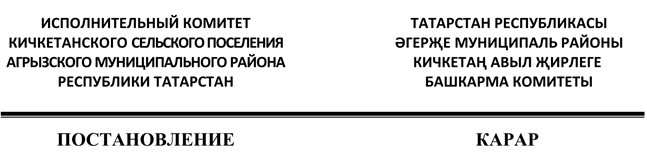 ИСПОЛНИТЕЛЬНЫЙ КОМИТЕТ
КИЧКЕТАНСКОГО СЕЛЬСКОГО ПОСЕЛЕНИЯ
АГРЫЗСКОГО МУНИЦИПАЛЬНОГО РАЙОНА
РЕСПУБЛИКИ ТАТАРСТАН
ТАТАРСТАН РЕСПУБЛИКАСЫ
ӘГЕРҖЕ МУНИЦИПАЛЬ РАЙОНЫ
КИЧКЕТАҢ АВЫЛ ҖИРЛЕГЕ
БАШКАРМА КОМИТЕТЫ
ПОСТАНОВЛЕНИЕ
КАРАР